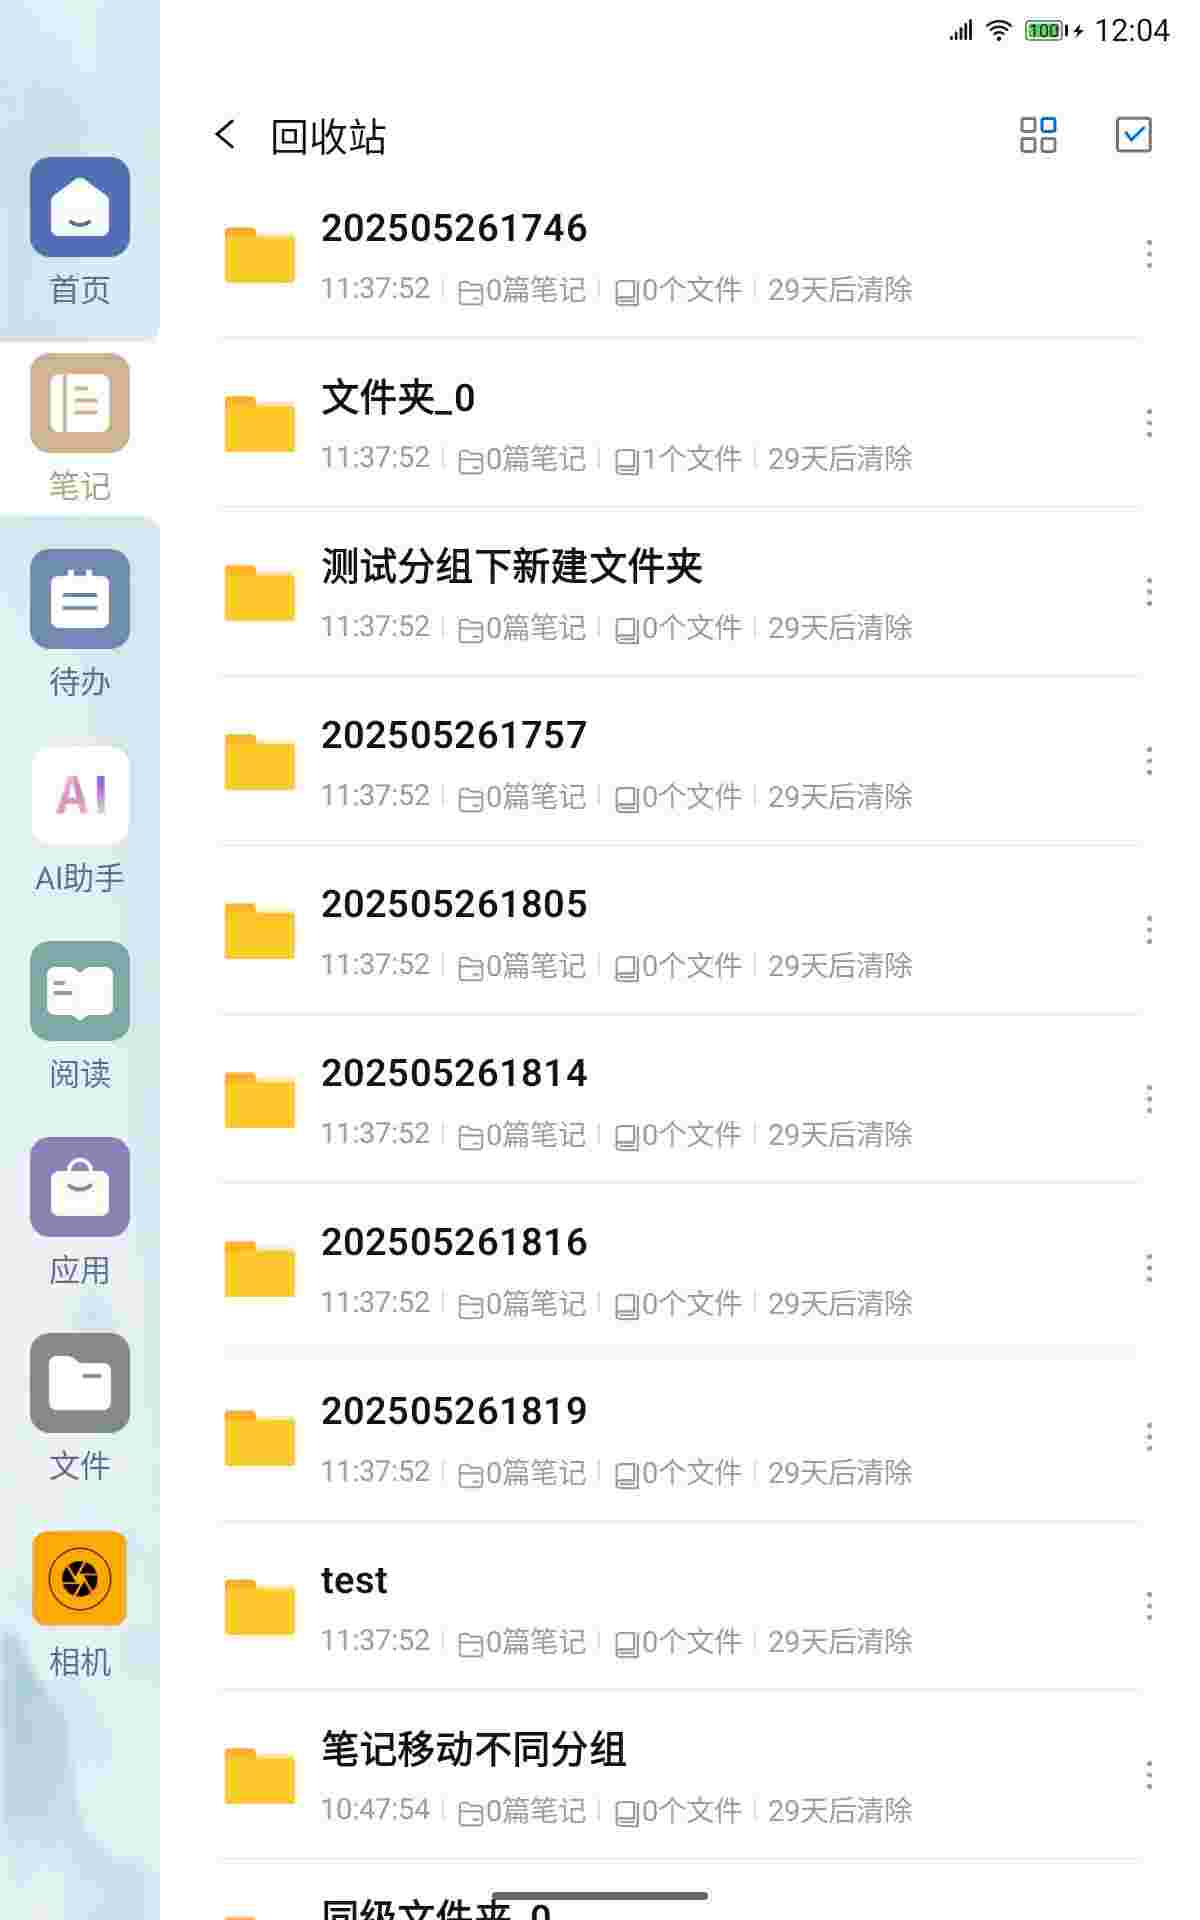 100 12:04
回收站
首页
笔记
待办
AI
AI助手
阅读
应用
文件
相机
202505261746
11:37:52 0篇笔记 0个文件 29天后清除
文件夹_0
11:37:52 0篇笔记 1个文件 29天后清除
测试分组下新建文件夹
11:37:52 0篇笔记 0个文件 29天后清除
202505261757
11:37:52 0篇笔记 0个文件 29天后清除
202505261805
11:37:52 0篇笔记 0个文件 29天后清除
202505261814
11:37:52 0篇笔记 0个文件 29天后清除
202505261816
11:37:52 0篇笔记 0个文件 29天后清除
202505261819
11:37:52 0篇笔记 0个文件 29天后清除
test
11:37:52 0篇笔记 0个文件 29天后清除
笔记移动不同分组
10:47:54 0篇笔记 0个文件 29天后清除
同级文件夹_0